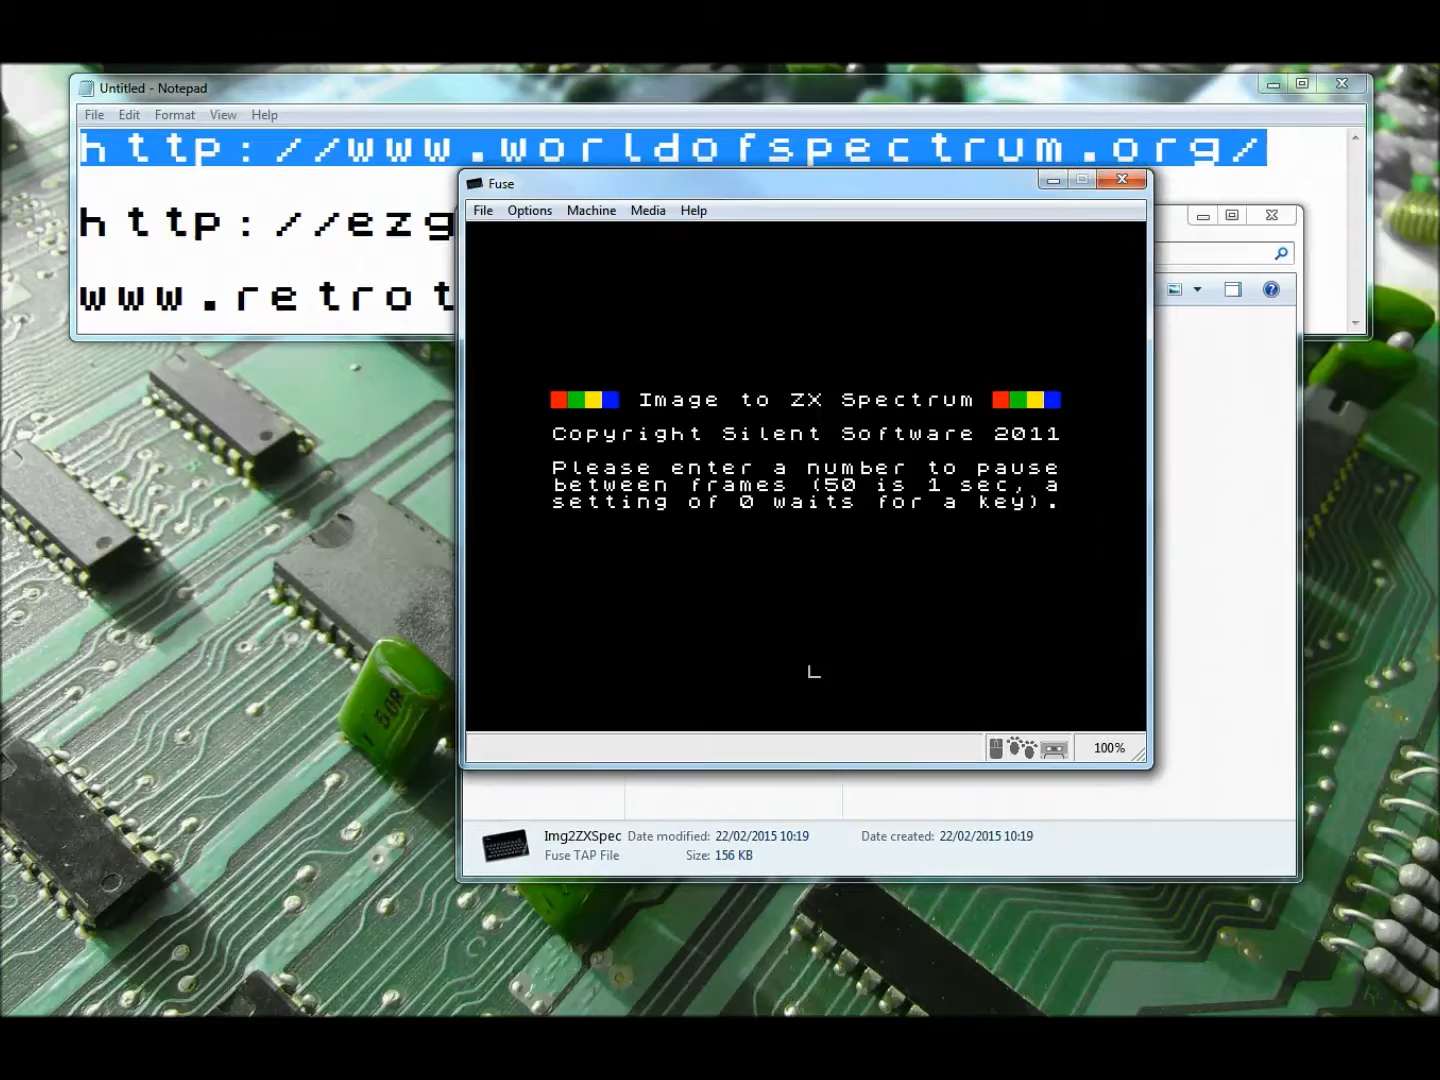 Untitled - Notepad
File Edit Format View Help
http://www.worldofspectrum.org/
http://ezg
www.retrot
Fuse
File Options Machine Media Help
Image to ZX Spectrum
Copyright Silent Software 2011
Please enter a number to pause
between frames (50 is 1 sec, a
setting of 0 waits for a key).
L
100%
Img2ZXSpec Date modified: 22/02/2015 10:19 Date created: 22/02/2015 10:19
Fuse TAP File Size: 156 KB
150R